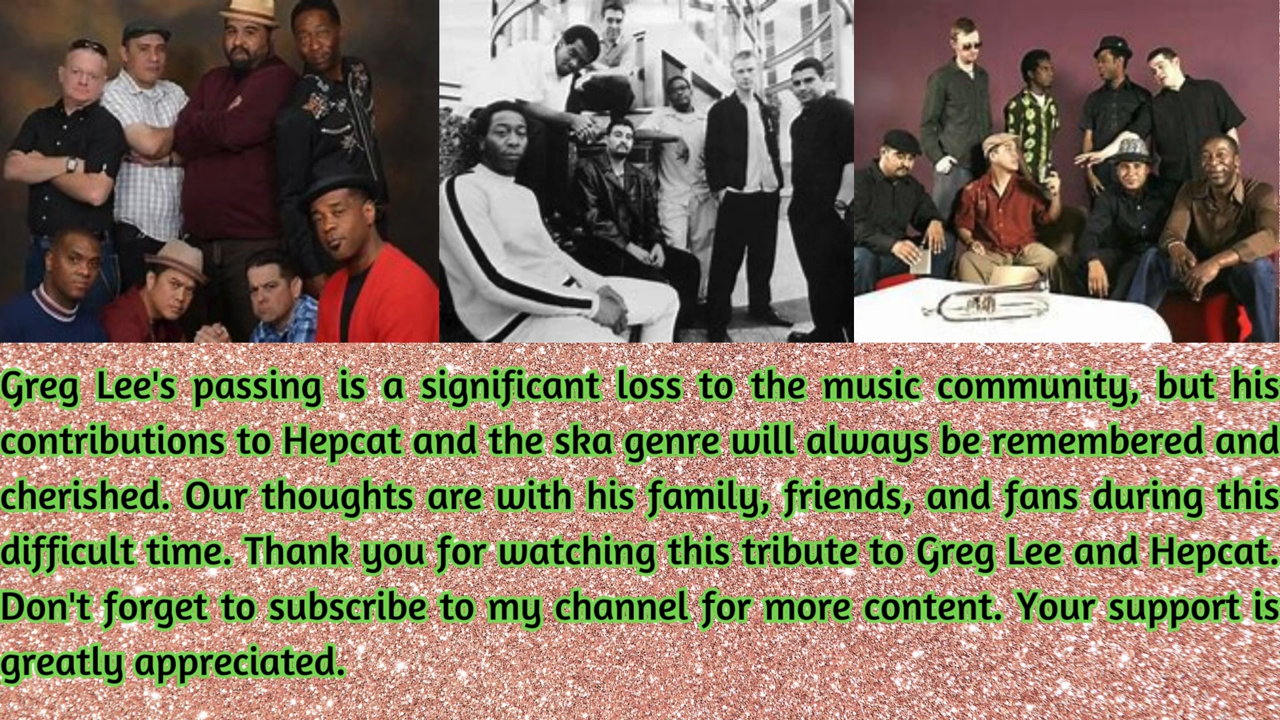 Greg Lee's passing is a significant loss to the music community, but his
contributions to Hepcat and the ska genre will always be remembered and
cherished. Our thoughts are with his family, friends, and fans during this
difficult time. Thank you for watching this tribute to Greg Lee and Hepcat.
Don't forget to subscribe to my channel for more content. Your support is
greatly appreciated.